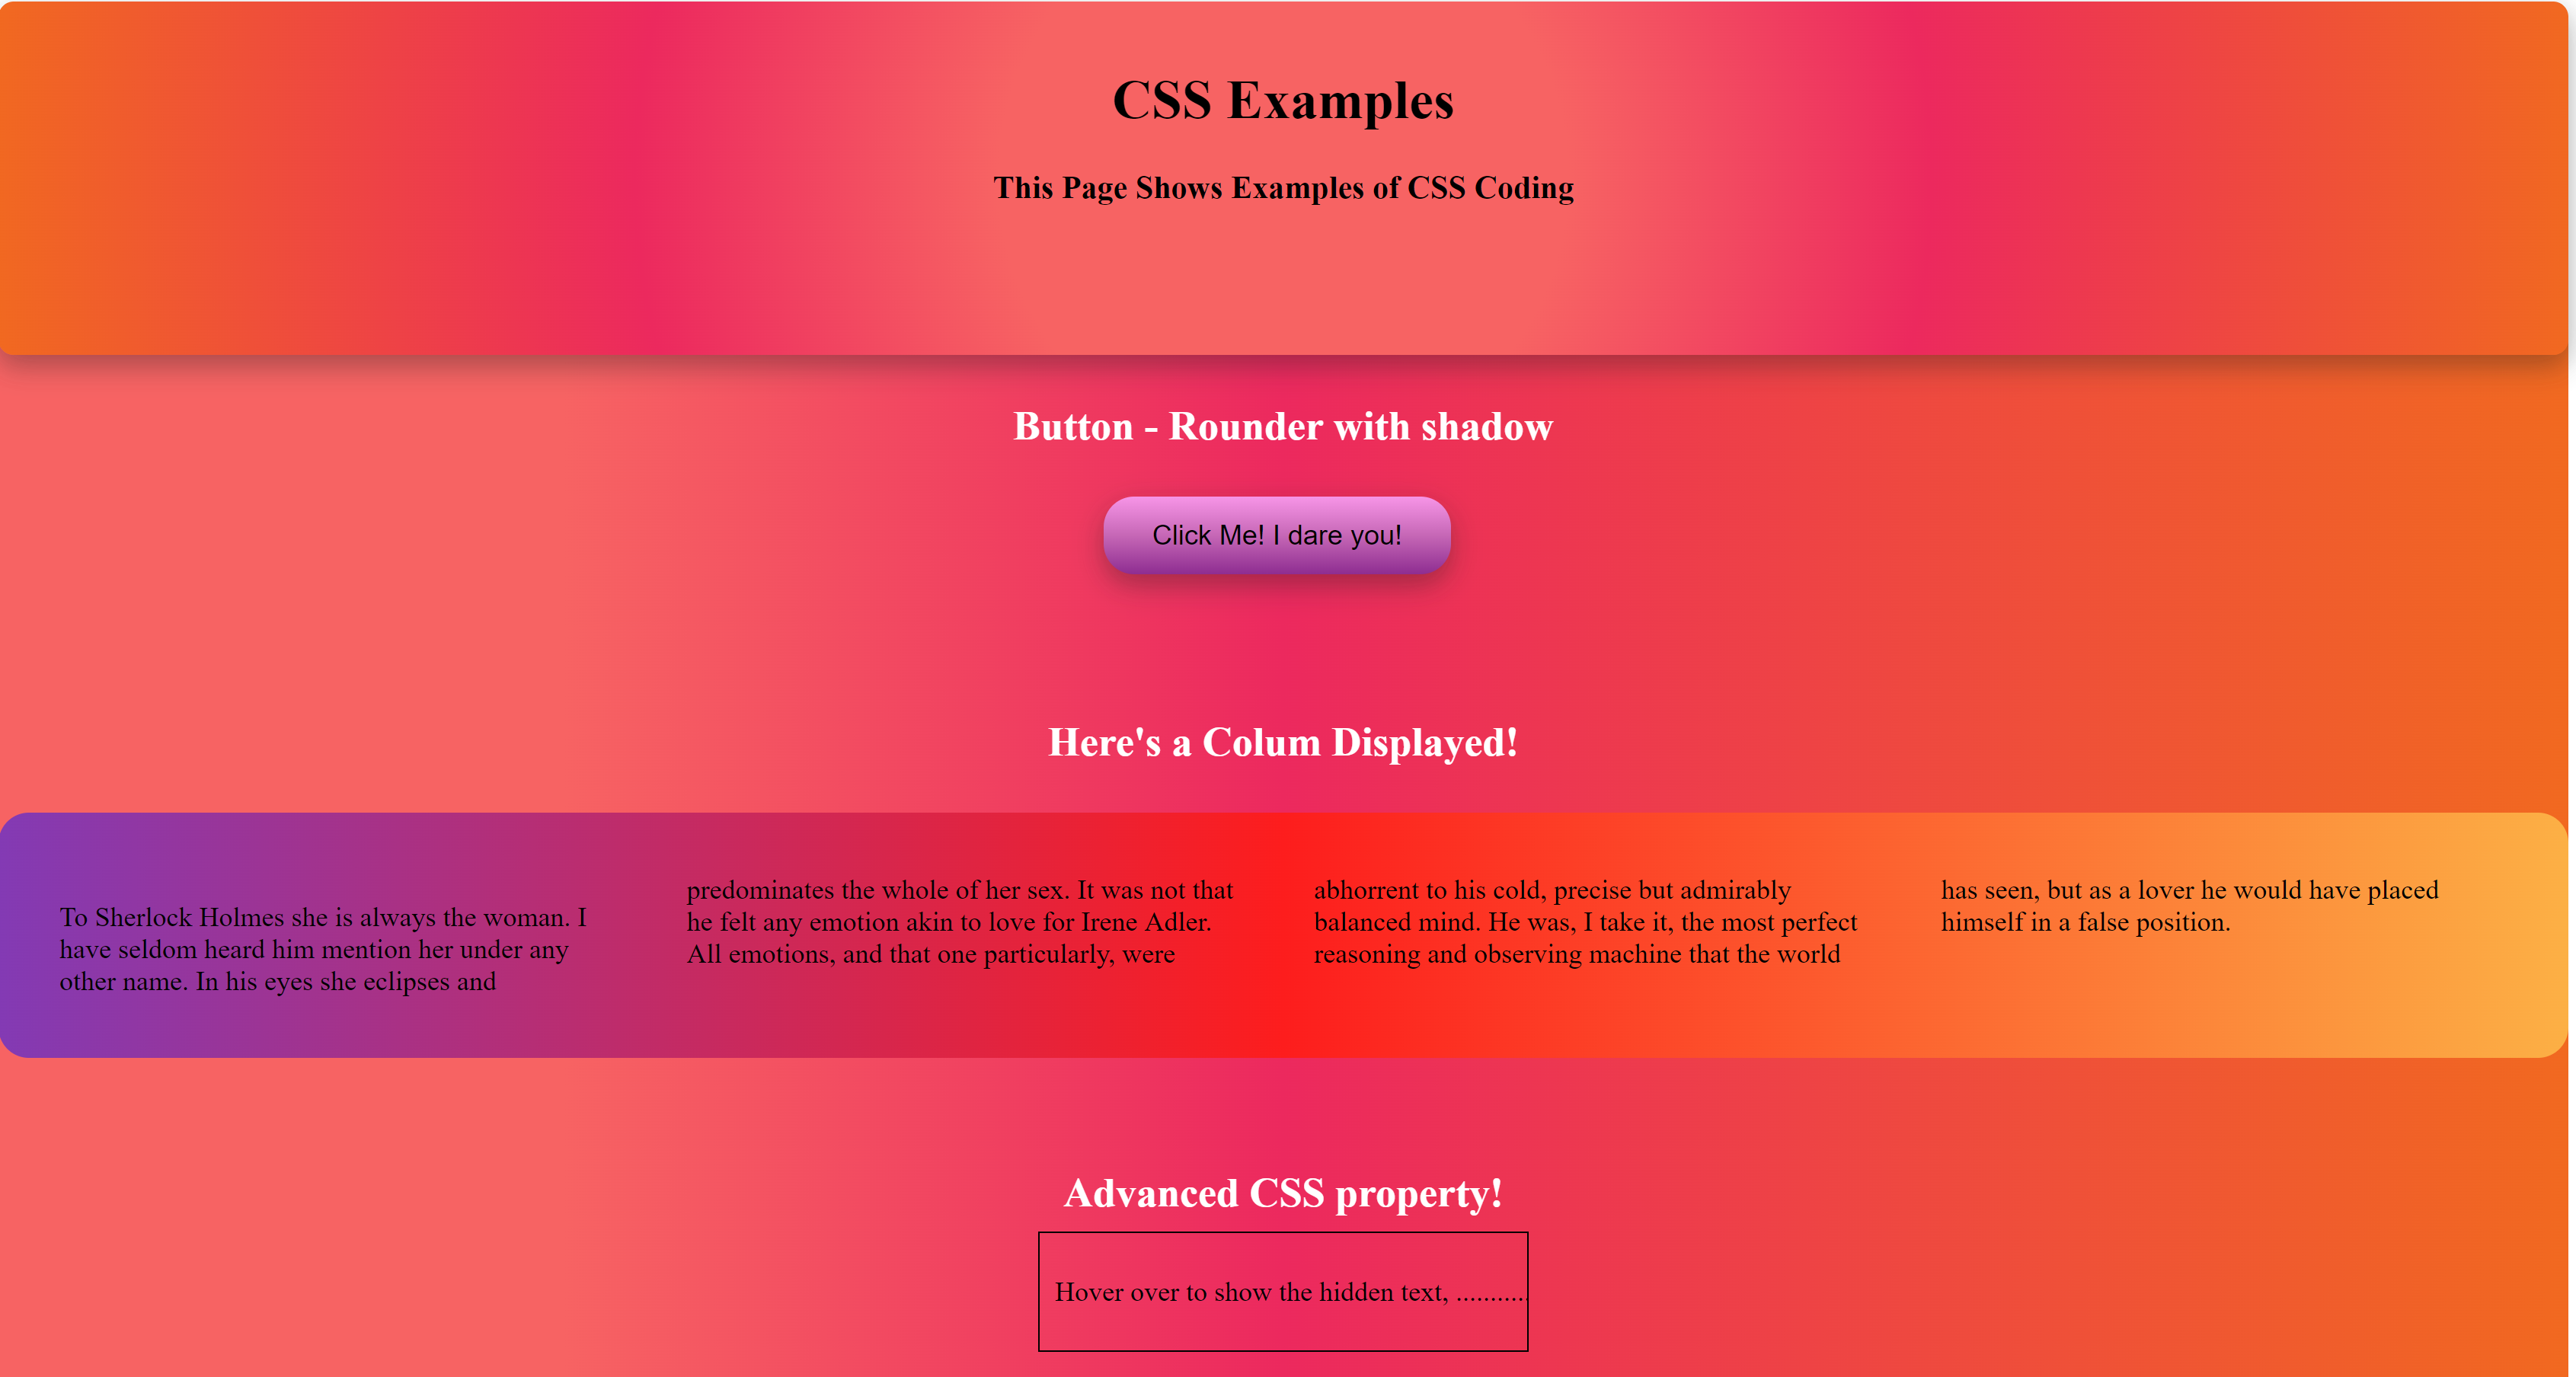 CSS Examples
This Page Shows Examples of CSS Coding
Button - Rounder with shadow
Click Me! I dare you!
Here's a Colum Displayed!
To Sherlock Holmes she is always the woman. I
have seldom heard him mention her under any
other name. In his eyes she eclipses and
predominates the whole of her sex. It was not that
he felt any emotion akin to love for Irene Adler.
All emotions, and that one particularly, were
abhorrent to his cold, precise but admirably
balanced mind. He was, I take it, the most perfect
reasoning and observing machine that the world
has seen, but as a lover he would have placed
himself in a false position.
Advanced CSS property!
Hover over to show the hidden text, ...........